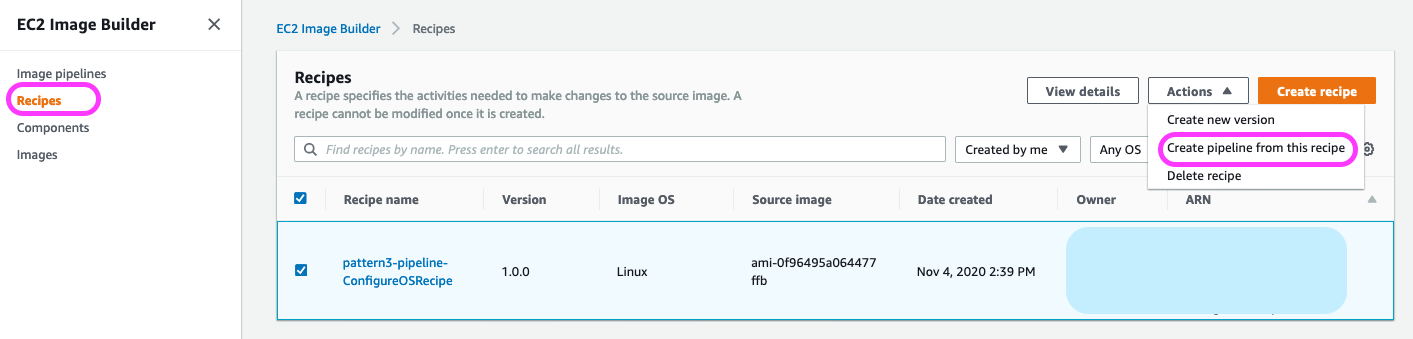 EC2 Image Builder
Image pipelines
Recipes
Components
Images
EC2 Image Builder
Recipes
Recipes
A recipe specifies the activities needed to make changes to the source image. A
recipe cannot be modified once it is created.
View details
Actions
Create recipe
Create new version
Create pipeline from this recipe
Delete recipe
Find recipes by name. Press enter to search all results.
Created by me
Any OS
Recipe name
Version
Image OS
Source image
Date created
Owner
ARN
pattern3-pipeline-
ConfigureOSRecipe
1.0.0
Linux
ami-0f96495a064477
ffb
Nov 4, 2020 2:39 PM